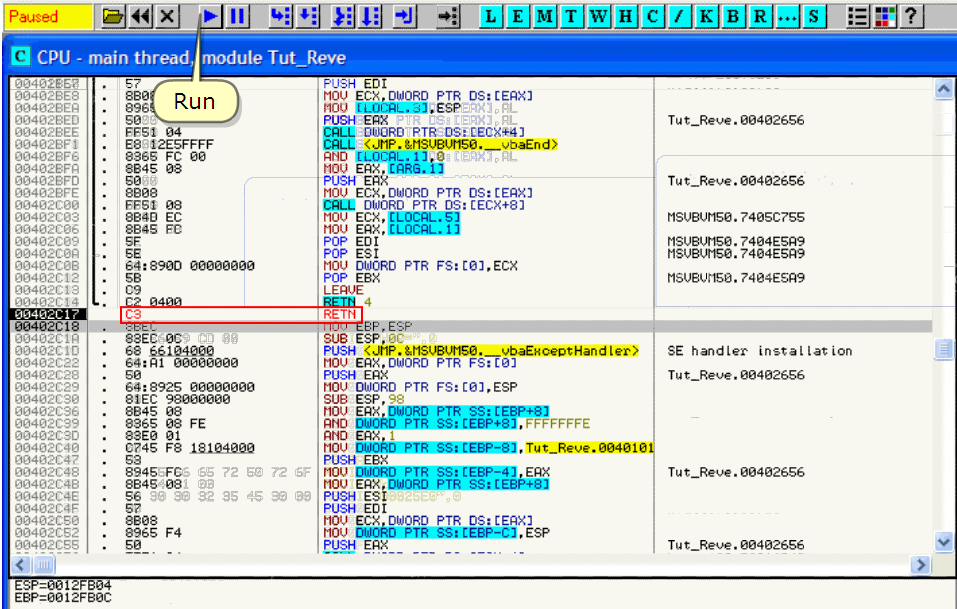 Paused
L E M T W H C / K B R ... S ?
C CPU - main thread, module Tut_Reve
Run
57 PUSH EDI
00402BE8 . MOV ECX,DWORD PTR DS:[EAX]
00402BEA . MOV [LOCAL.3],ESP
00402BED . 50 PUSH EAX Tut_Reve.00402656
00402BEE . FF51 04 CALL DWORD PTR DS:[ECX+4]
00402BF1 . E8 CALL <JMP.&MSVBVM50.__vbaEnd>
00402BF6 . 8365 FC 00 AND [LOCAL.1],0
00402BFA . 8B45 08 MOV EAX,[ARG.1]
00402BFD . 50 PUSH EAX Tut_Reve.00402656
00402BFE . 8B08 MOV ECX,DWORD PTR DS:[EAX]
00402C00 . FF51 08 CALL DWORD PTR DS:[ECX+8]
00402C03 . 8B4D EC MOV ECX,[LOCAL.5] MSVBVM50.7405C755
00402C06 . 8B45 FC MOV EAX,[LOCAL.1]
00402C09 . 5F POP EDI MSVBVM50.7404E5A9
00402C0A . 5E POP ESI MSVBVM50.7404E5A9
00402C0B . 64:890D 00000000 MOV DWORD PTR FS:[0],ECX
00402C12 . 5B POP EBX MSVBVM50.7404E5A9
00402C13 . C9 LEAVE
00402C14 . C2 0400 RETN 4
00402C17 C3 RETN
00402C18 . 8BEC MOV EBP,ESP
00402C1A . 83EC 0C SUB ESP,0C
00402C1D . 68 66104000 PUSH <JMP.&MSVBVM50.__vbaExceptHandler> SE handler installation
00402C22 . 64:A1 00000000 MOV EAX,DWORD PTR FS:[0]
00402C28 . 50 PUSH EAX Tut_Reve.00402656
00402C29 . 64:8925 00000000 MOV DWORD PTR FS:[0],ESP
00402C30 . 81EC 98000000 SUB ESP,98
00402C36 . 8B45 08 MOV EAX,DWORD PTR SS:[EBP+8]
00402C39 . 8365 08 FE AND DWORD PTR SS:[EBP+8],FFFFFFFE
00402C3D . 83E0 01 AND EAX,1
00402C40 . C745 F8 18104000 MOV DWORD PTR SS:[EBP-8],Tut_Reve.0040101
00402C47 . 53 PUSH EBX
00402C48 . 8945 FC MOV DWORD PTR SS:[EBP-4],EAX Tut_Reve.00402656
00402C4B . 8B45 08 MOV EAX,DWORD PTR SS:[EBP+8]
00402C4E . 56 PUSH ESI
00402C4F . 57 PUSH EDI
00402C50 . 8B08 MOV ECX,DWORD PTR DS:[EAX]
00402C52 . 8965 F4 MOV DWORD PTR SS:[EBP-C],ESP
00402C55 . 50 PUSH EAX Tut_Reve.00402656
ESP=0012FB04
EBP=0012FB0C